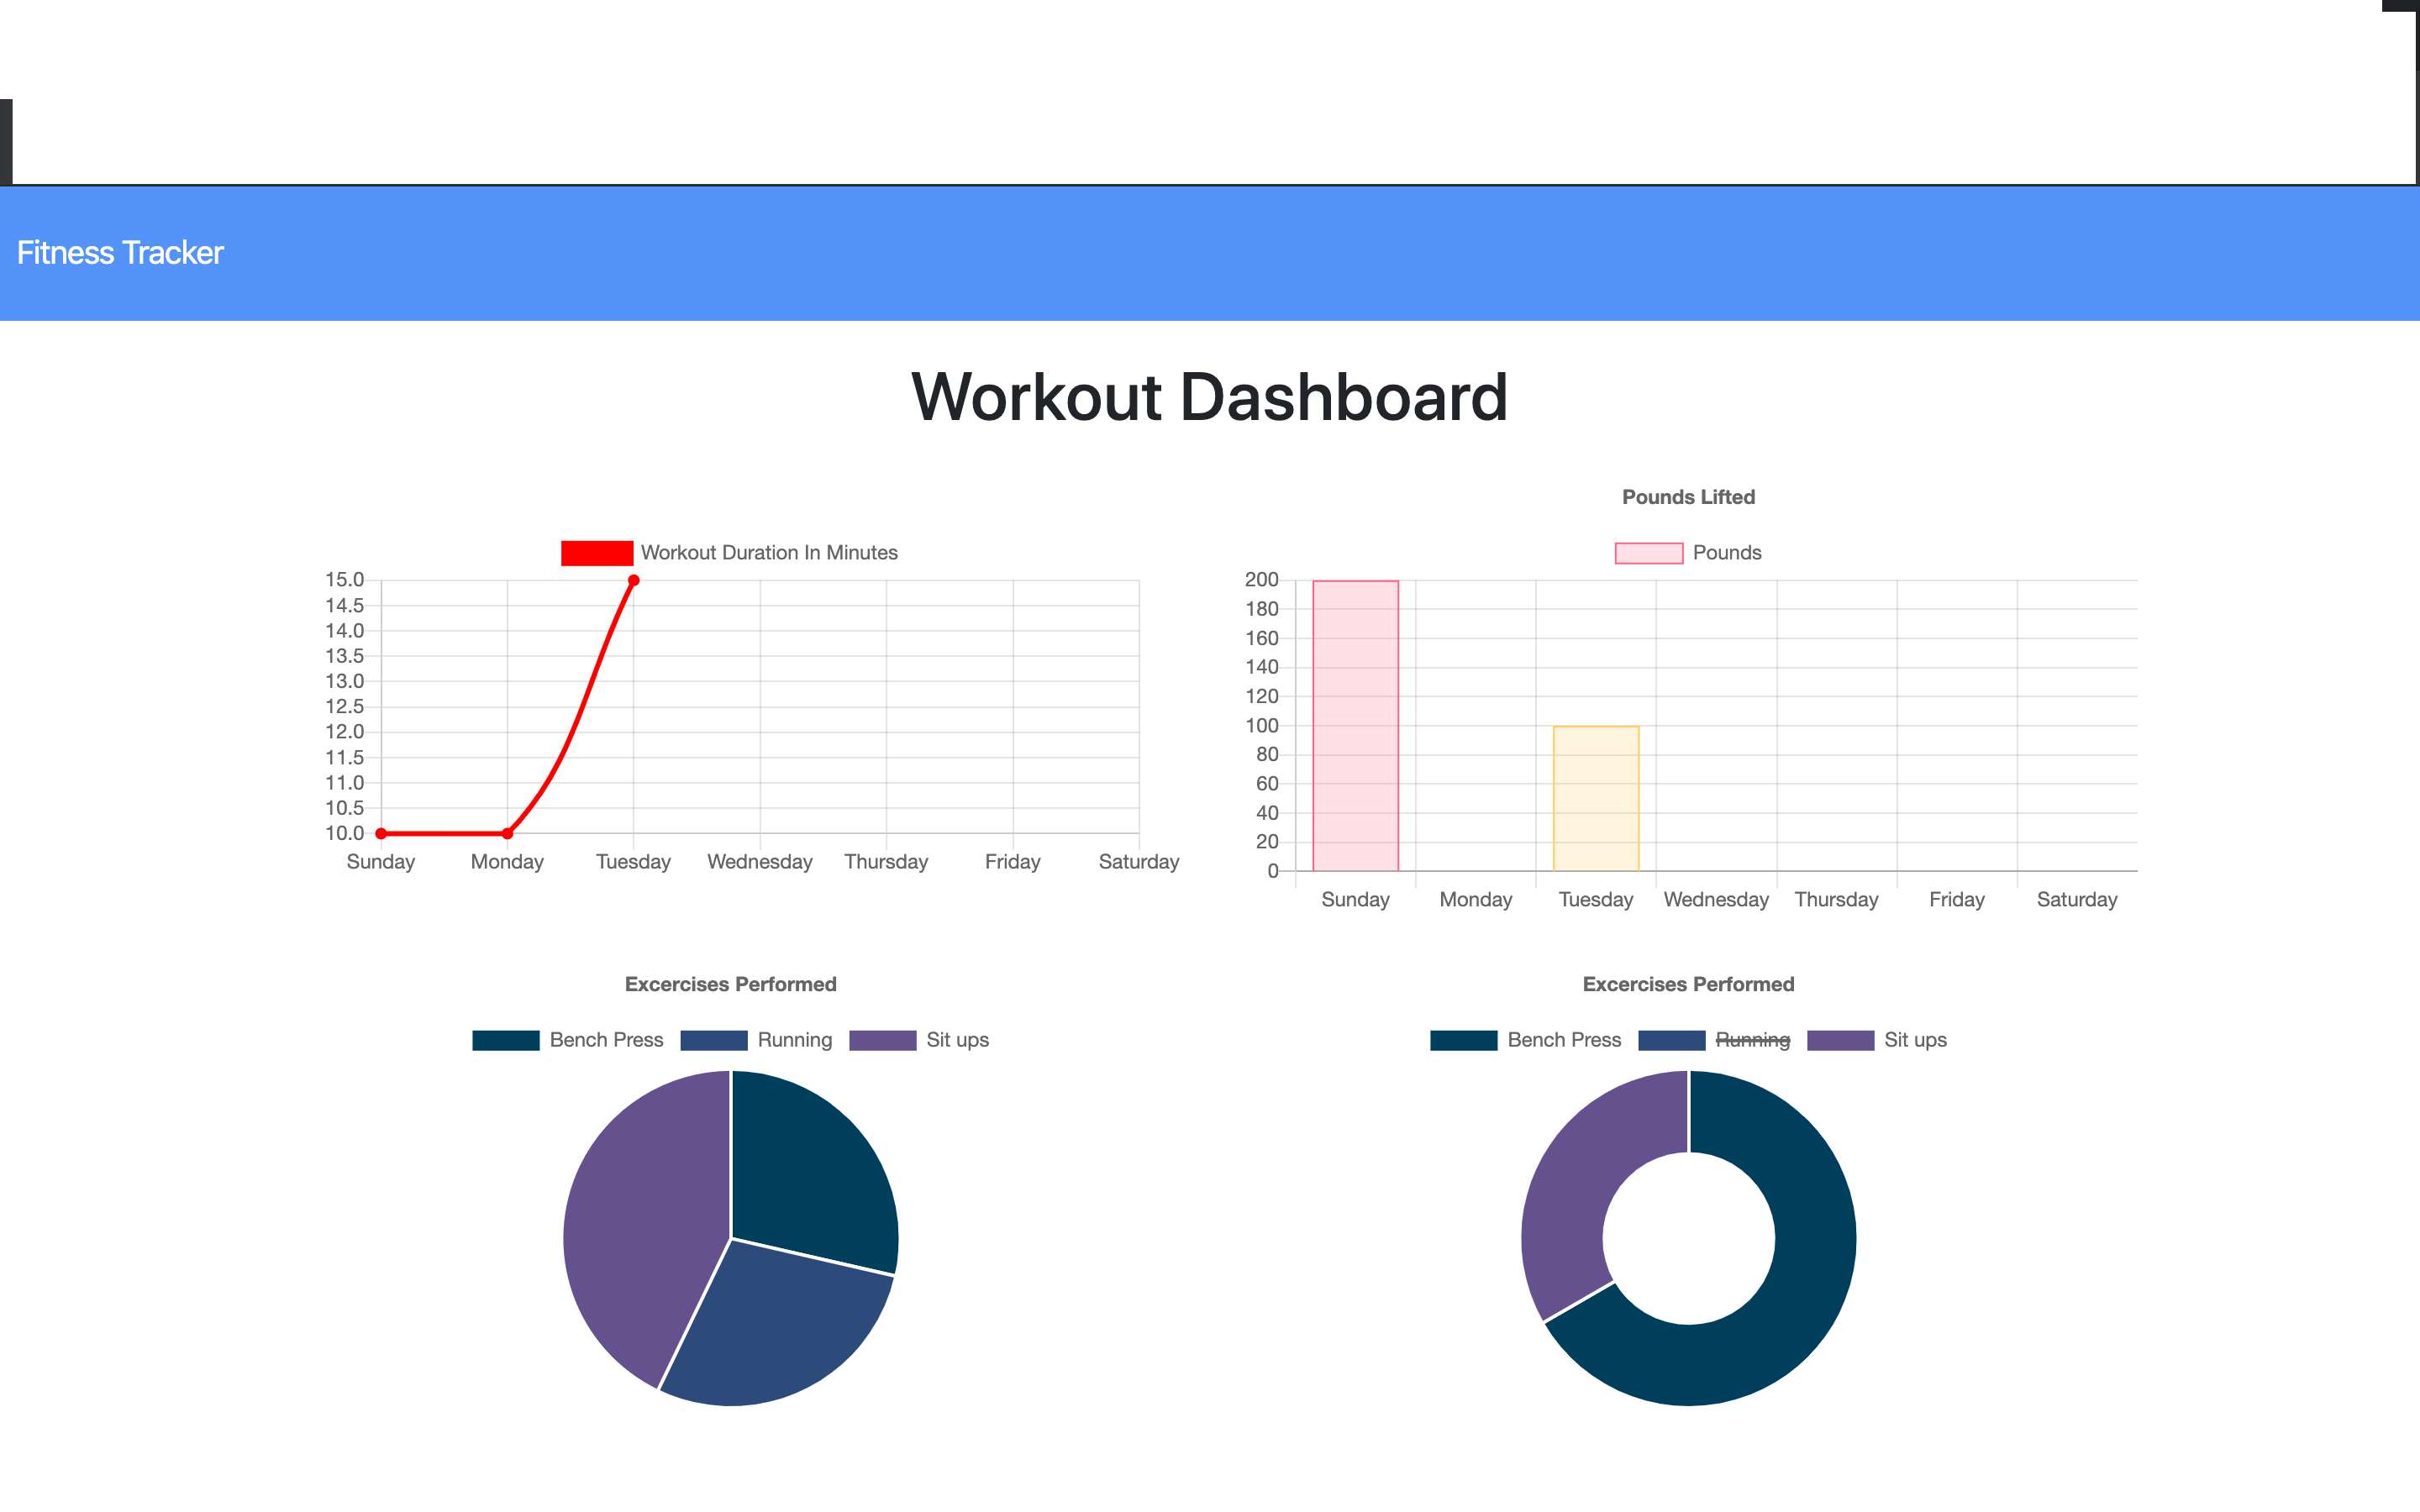 Fitness Tracker
Workout Dashboard
Workout Duration In Minutes
15.0
14.5
14.0
13.5
13.0
12.5
12.0
11.5
11.0
10.5
10.0
Sunday Monday Tuesday Wednesday Thursday Friday Saturday
Pounds Lifted
Pounds
200
180
160
140
120
100
80
60
40
20
0
Sunday Monday Tuesday Wednesday Thursday Friday Saturday
Excercises Performed
Bench Press Running Sit ups
Excercises Performed
Bench Press Running Sit ups